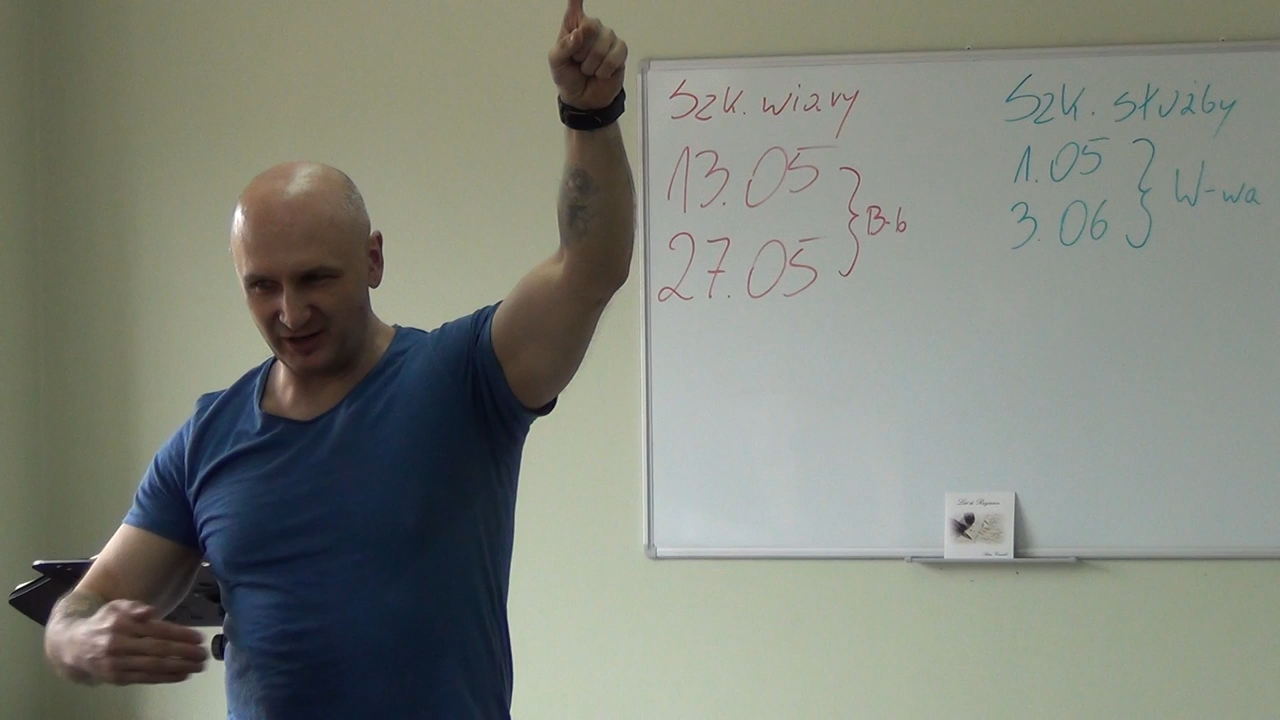 Szk. wiary
13.05
27.05
B-b
Szk. służby
1.05
3.06
W-wa